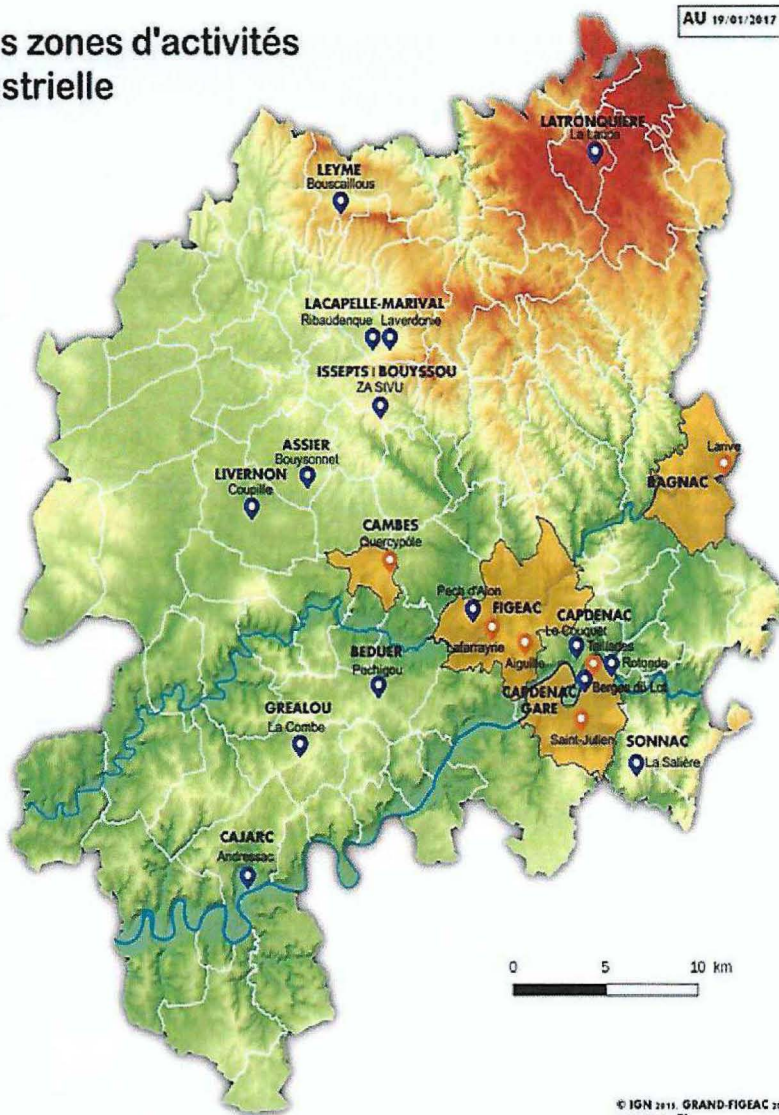 s zones d'activités
strielle
AU 19/01/2017
LATRONQUIÈRE
LEYME
Bouscaillous
LACAPELLE-MARIVAL
Ribaudenque Laverdonie
ISSEPTS | BOUYSSOU
ZA SIVU
ASSIER
Bouysonnet
LIVERNON
Coupille
Larive
BAGNAC
CAMBES
Quercypôle
Pech d'Alon
FIGEAC
CAPDENAC
Lafarrayrie
Le Couquet
Aiguille
Taillades
Rotonde
BEDUER
Pechigou
CAPDENAC
GARE
Berges du Lot
GREALOU
La Combe
Saint-Julien
SONNAC
La Salière
CAJARC
Andressac
0 5 10 km
© IGN 2015, GRAND-FIGEAC